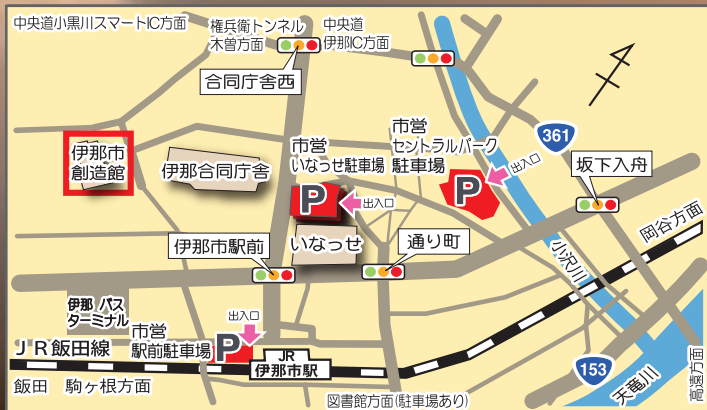 中央道小黒川スマートIC方面
権兵衛トンネル
木曽方面
中央道
伊那IC方面
合同庁舎西
361
伊那市
創造館
伊那合同庁舎
市営
いなっせ駐車場
市営
セントラルパーク
駐車場
出入口
坂下入舟
P
出入口
P
岡谷方面
伊那市駅前
いなっせ
通り町
小沢川
伊那 バス
ターミナル
出入口
市営
駅前駐車場
P
JR飯田線
JR
伊那市駅
153
天竜川
高遠方面
飯田 駒ヶ根方面
図書館方面(駐車場あり)